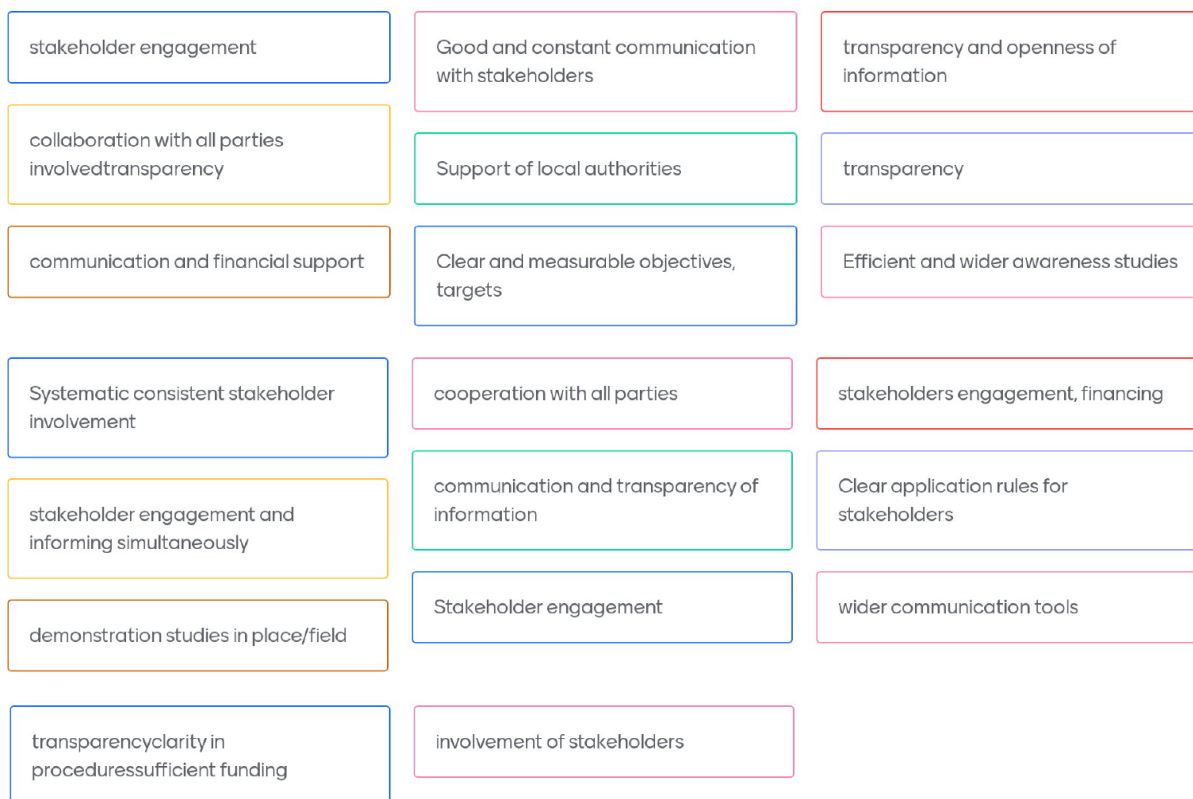 stakeholder engagement
collaboration with all parties
involvedtransparency
communication and financial support
Good and constant communication
with stakeholders
Support of local authorities
Clear and measurable objectives,
targets
transparency and openness of
information
transparency
Efficient and wider awareness studies
Systematic consistent stakeholder
involvement
stakeholder engagement and
informing simultaneously
demonstration studies in place/field
cooperation with all parties
communication and transparency of
information
Stakeholder engagement
stakeholders engagement, financing
Clear application rules for
stakeholders
wider communication tools
transparencyclarity in
proceduressufficient funding
involvement of stakeholders